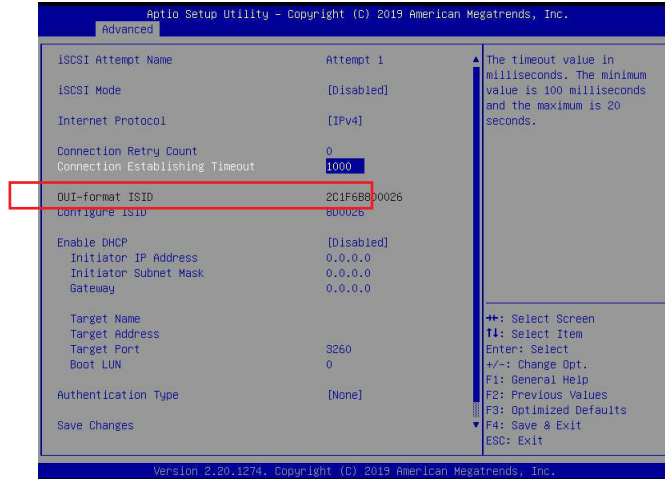 Aptio Setup Utility – Copyright (C) 2019 American Megatrends, Inc.
Advanced
iSCSI Attempt Name Attempt 1
iSCSI Mode [Disabled]
Internet Protocol [IPv4]
Connection Retry Count 0
Connection Establishing Timeout 1000
OUI-format ISID 2C1F6B8D0026
Configure ISID 8D0026
Enable DHCP [Disabled]
Initiator IP Address 0.0.0.0
Initiator Subnet Mask 0.0.0.0
Gateway 0.0.0.0
Target Name
Target Address
Target Port 3260
Boot LUN 0
Authentication Type [None]
Save Changes
The timeout value in
milliseconds. The minimum
value is 100 milliseconds
and the maximum is 20
seconds.
→←: Select Screen
↑↓: Select Item
Enter: Select
+/-: Change Opt.
F1: General Help
F2: Previous Values
F3: Optimized Defaults
F4: Save & Exit
ESC: Exit
Version 2.20.1274. Copyright (C) 2019 American Megatrends, Inc.